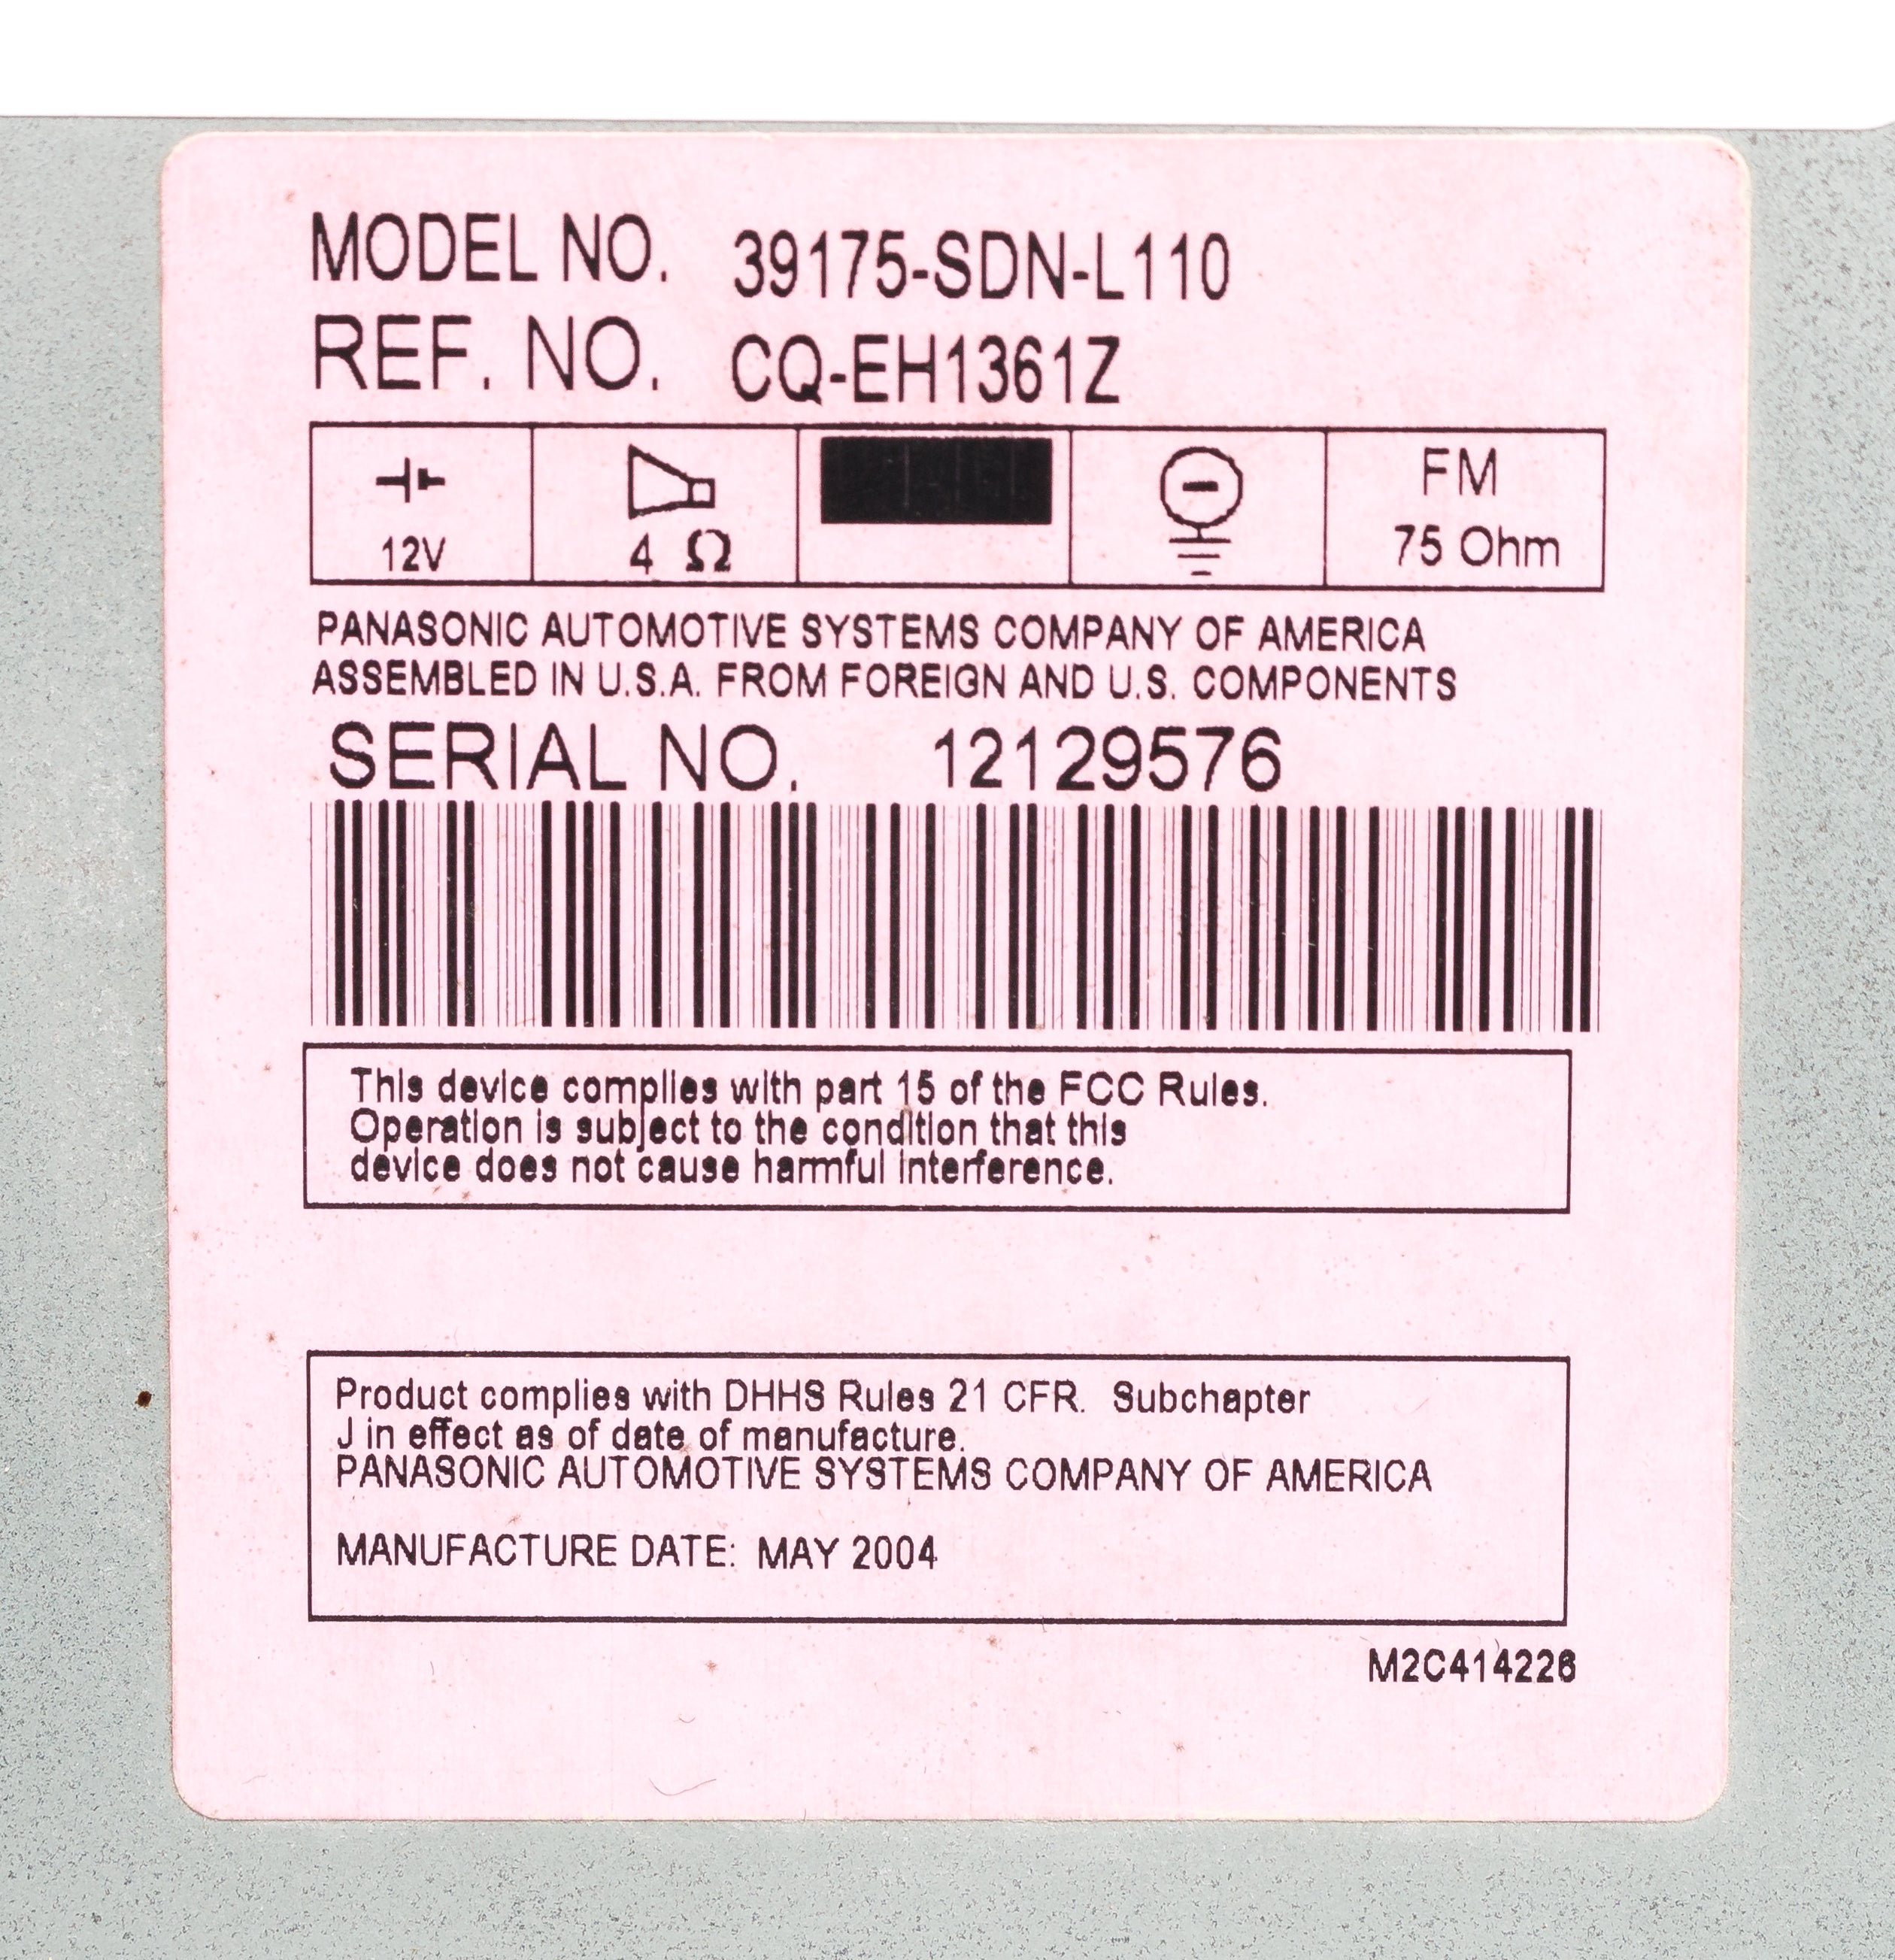 MODEL NO. 39175-SDN-L110
REF. NO. CQ-EH1361Z
12V
4 Ω
FM
75 Ohm
PANASONIC AUTOMOTIVE SYSTEMS COMPANY OF AMERICA
ASSEMBLED IN U.S.A. FROM FOREIGN AND U.S. COMPONENTS
SERIAL NO. 12129576
This device complies with part 15 of the FCC Rules.
Operation is subject to the condition that this
device does not cause harmful interference.
Product complies with DHHS Rules 21 CFR. Subchapter
J in effect as of date of manufacture.
PANASONIC AUTOMOTIVE SYSTEMS COMPANY OF AMERICA
MANUFACTURE DATE: MAY 2004
M2C414226